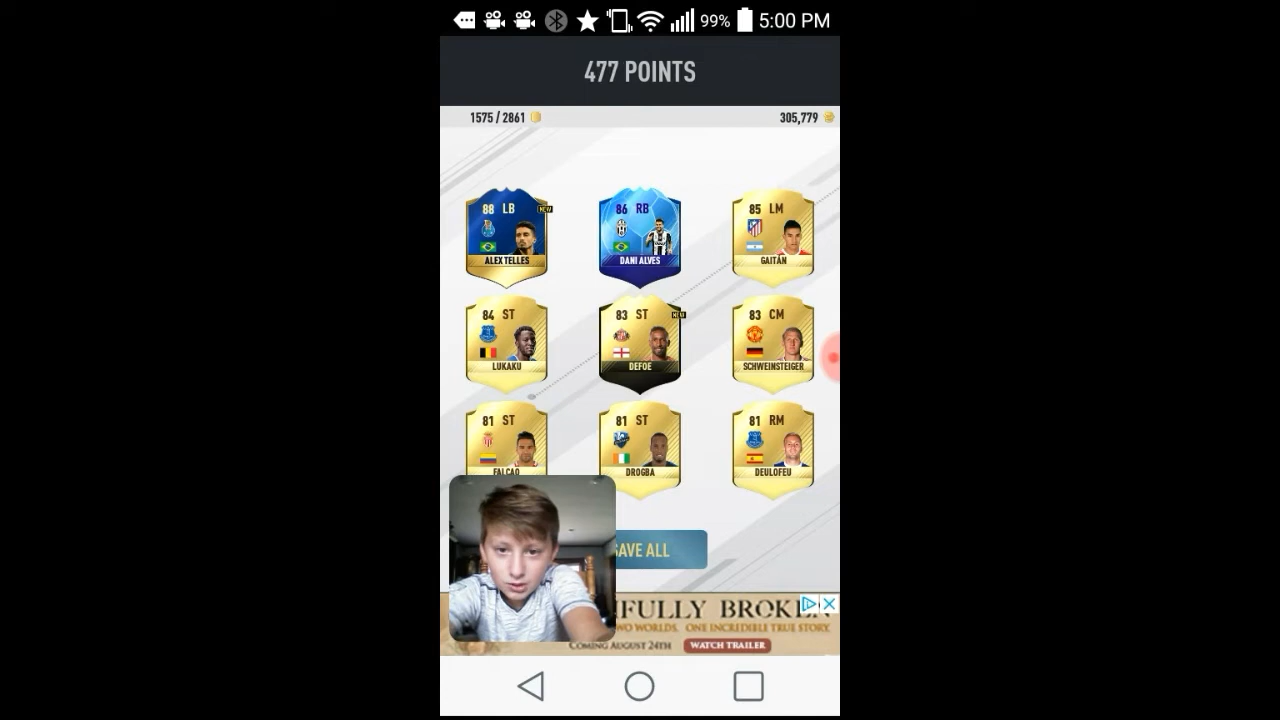 99% 5:00 PM
477 POINTS
1575 / 2861
305,779
88 LB NEW
ALEX TELLES
86 RB
DANI ALVES
85 LM
GAITÁN
84 ST
LUKAKU
83 ST NEW
DEFOE
83 CM
SCHWEINSTEIGER
81 ST
FALCAO
81 ST
DROGBA
81 RM
DEULOFEU
SAVE ALL
FULLY BROKEN
WO WORLDS. ONE INCREDIBLE TRUE STORY.
COMING AUGUST 24TH WATCH TRAILER